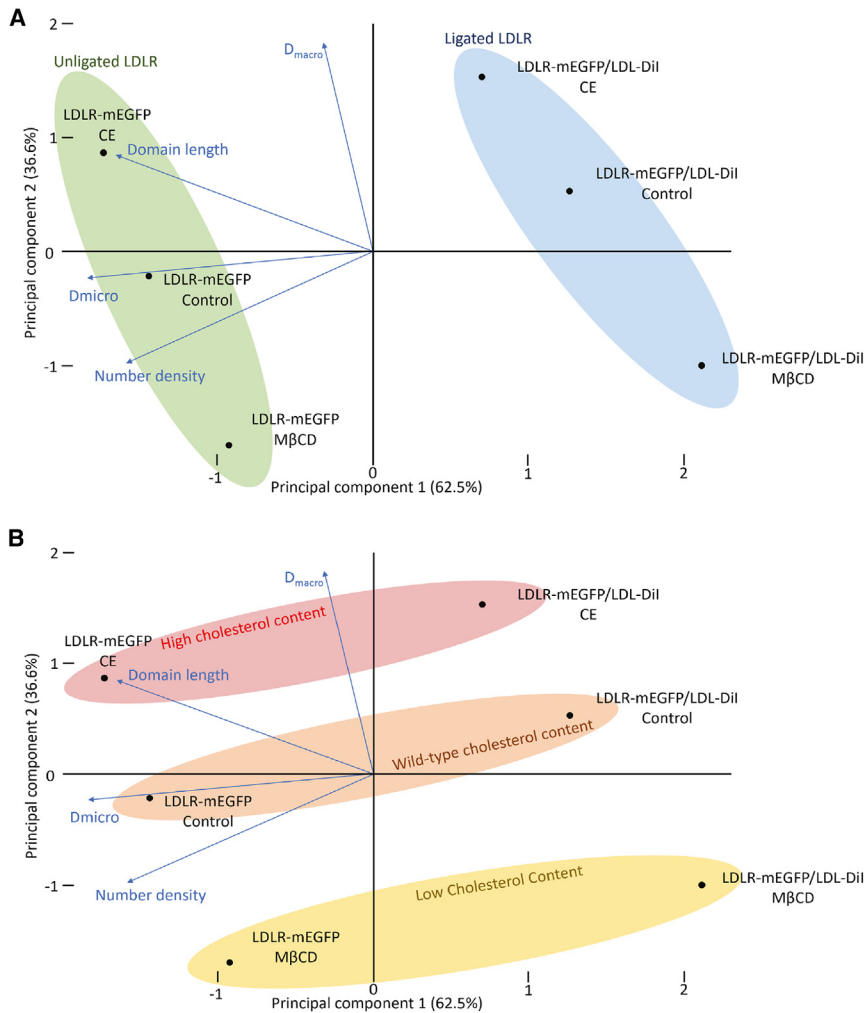 A
2
1
0
-1
Principal component 2 (36.6%)
Unligated LDLR
Ligated LDLR
D macro
LDLR-mEGFP/LDL-DiI
CE
LDLR-mEGFP
CE
Domain length
LDLR-mEGFP/LDL-DiI
Control
Dmicro
LDLR-mEGFP
Control
Number density
LDLR-mEGFP/LDL-DiI
MβCD
LDLR-mEGFP
MβCD
-1
0
1
2
Principal component 1 (62.5%)
B
2
1
0
-1
Principal component 2 (36.6%)
D macro
LDLR-mEGFP/LDL-DiI
CE
High cholesterol content
LDLR-mEGFP
CE
Domain length
LDLR-mEGFP/LDL-DiI
Control
Wild-type cholesterol content
Dmicro
LDLR-mEGFP
Control
Number density
Low Cholesterol Content
LDLR-mEGFP/LDL-DiI
MβCD
LDLR-mEGFP
MβCD
-1
0
1
2
Principal component 1 (62.5%)